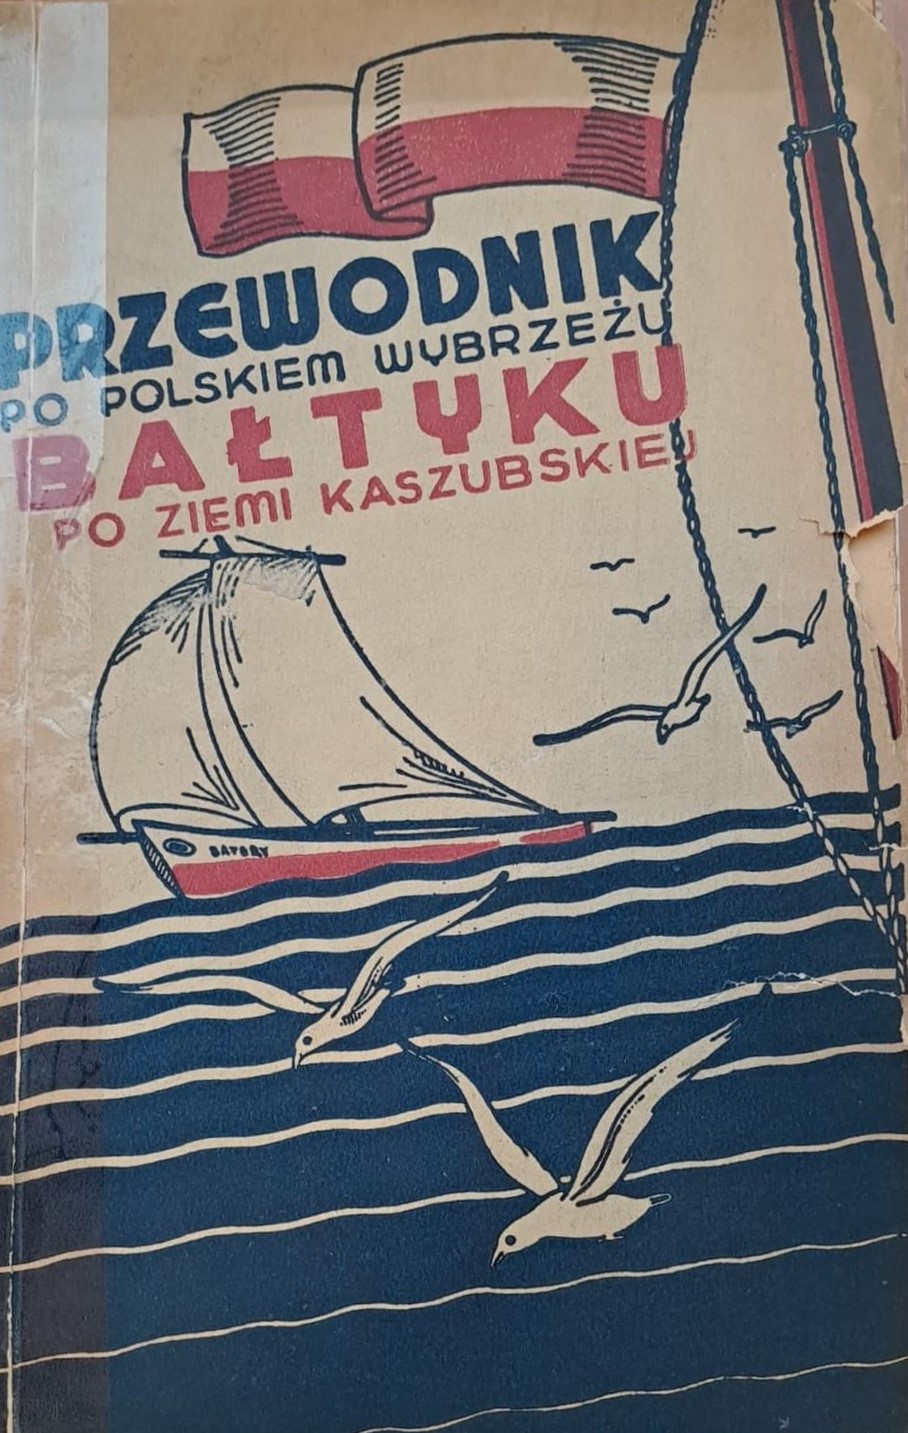 PRZEWODNIK
PO POLSKIEM WYBRZEŻU
BAŁTYKU
PO ZIEMI KASZUBSKIEJ
BATORY